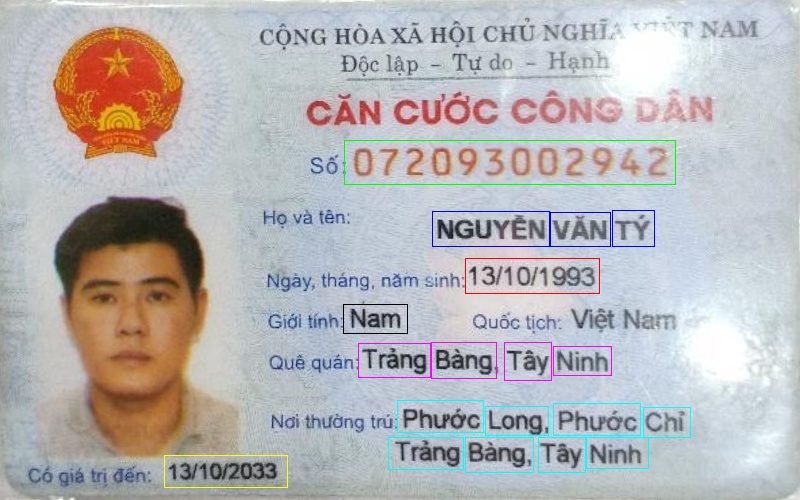 CỘNG HÒA XÃ HỘI CHỦ NGHĨA VIỆT NAM
Độc lập - Tự do - Hạnh
CĂN CƯỚC CÔNG DÂN
Số: 072093002942
Họ và tên: NGUYỄN VĂN TÝ
Ngày, tháng, năm sinh: 13/10/1993
Giới tính: Nam Quốc tịch: Việt Nam
Quê quán: Trảng Bàng, Tây Ninh
Nơi thường trú: Phước Long, Phước Chỉ
Trảng Bàng, Tây Ninh
Có giá trị đến: 13/10/2033
VIỆT NAM